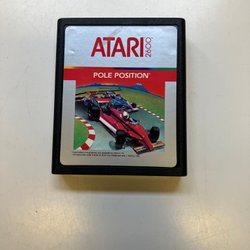 ATARI 2600
POLE POSITION